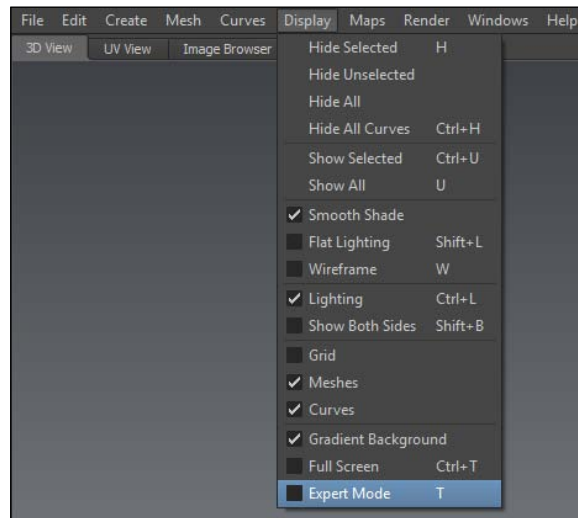 File Edit Create Mesh Curves Display Maps Render Windows Help
3D View UV View Image Browser
Hide Selected H
Hide Unselected
Hide All
Hide All Curves Ctrl+H
Show Selected Ctrl+U
Show All U
Smooth Shade
Flat Lighting Shift+L
Wireframe W
Lighting Ctrl+L
Show Both Sides Shift+B
Grid
Meshes
Curves
Gradient Background
Full Screen Ctrl+T
Expert Mode T